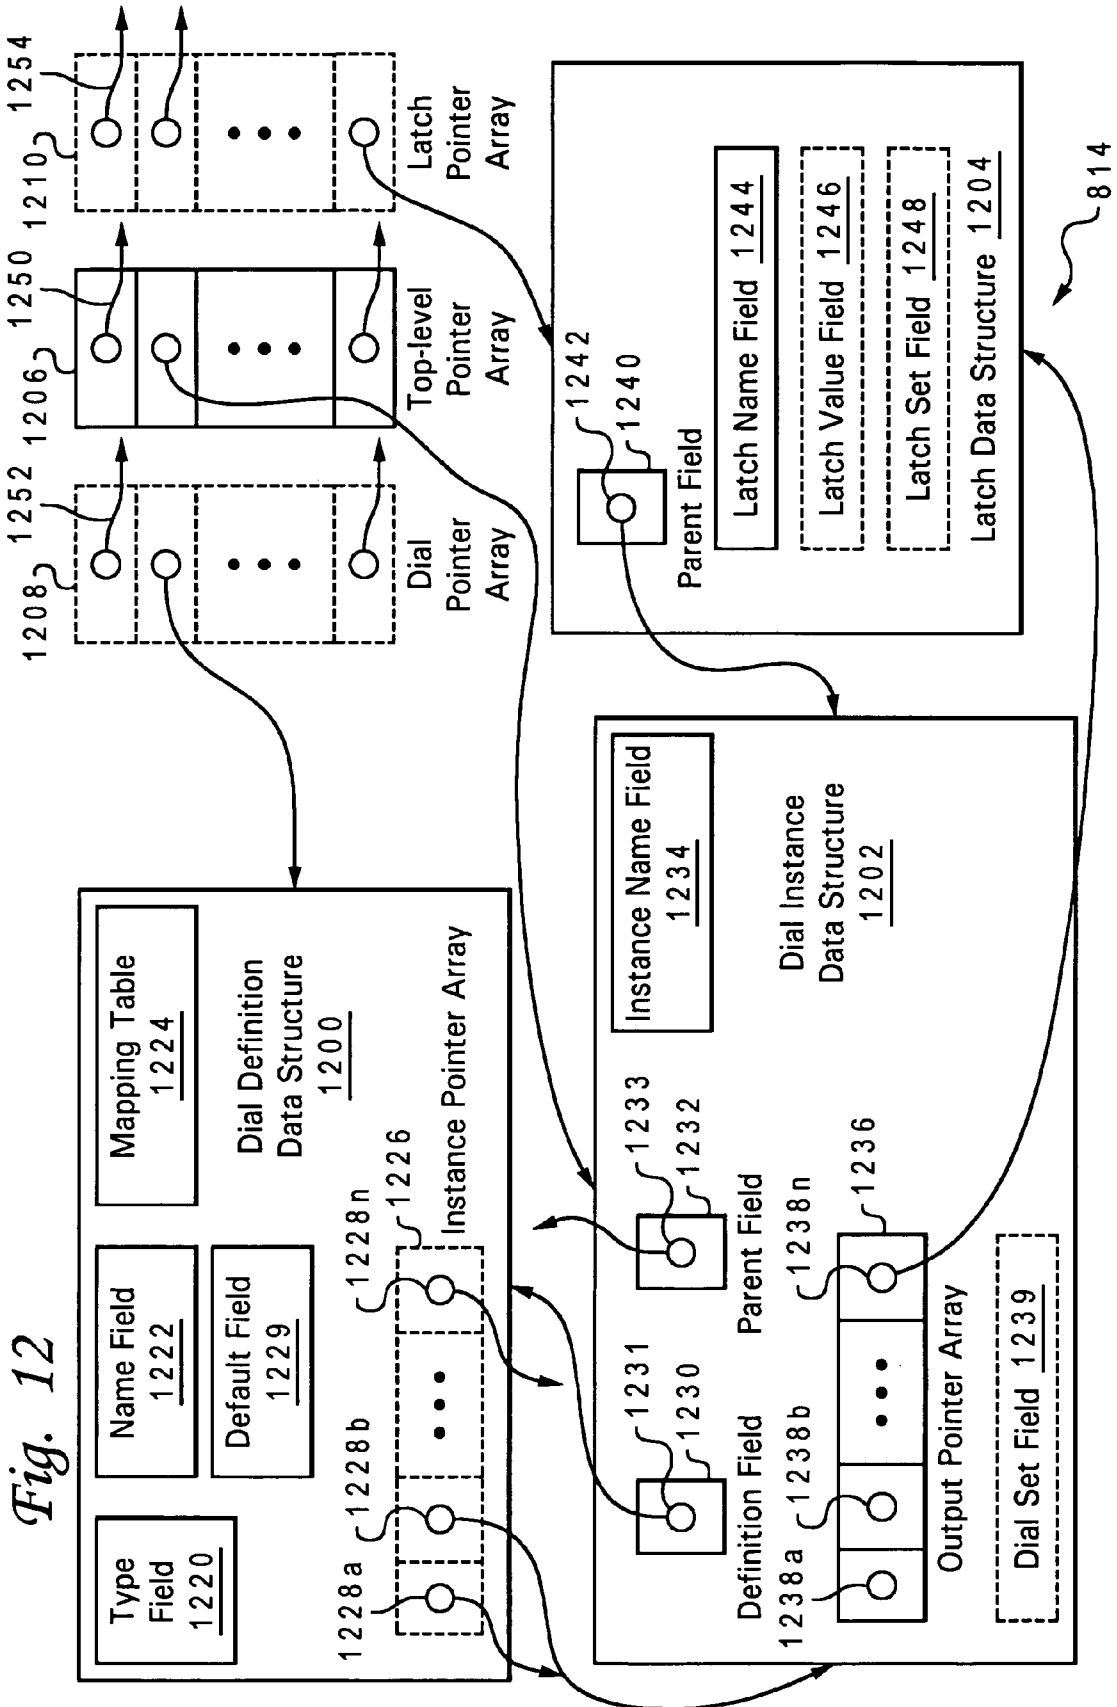 Fig. 12
Type
Field
1220
Name Field
1222
Mapping Table
1224
Default Field
1229
Dial Definition
Data Structure
1200
1228a
1228b
1228n
1226
Instance Pointer Array
1208
1252
Dial
Pointer
Array
1206
1250
Top-level
Pointer
Array
1210
1254
Latch
Pointer
Array
1231
1230
Definition Field
1233
1232
Parent Field
Instance Name Field
1234
Dial Instance
Data Structure
1202
1238a
1238b
1238n
1236
Output Pointer Array
Dial Set Field 1239
1242
1240
Parent Field
Latch Name Field 1244
Latch Value Field 1246
Latch Set Field 1248
Latch Data Structure 1204
814